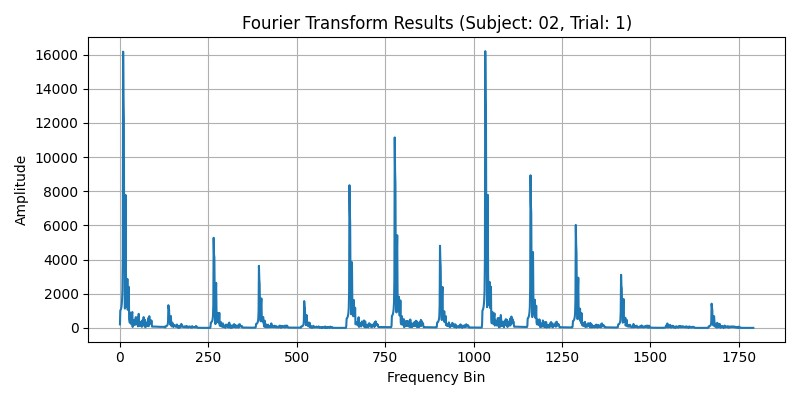 Fourier Transform Results (Subject: 02, Trial: 1)
16000
14000
12000
10000
8000
6000
4000
2000
0
Amplitude
0 250 500 750 1000 1250 1500 1750
Frequency Bin